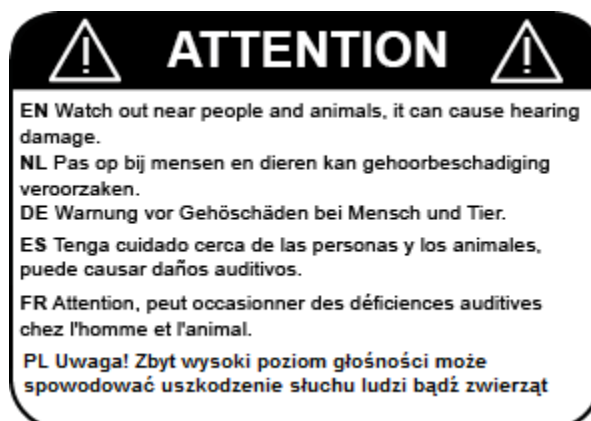 ATTENTION
EN Watch out near people and animals, it can cause hearing
damage.
NL Pas op bij mensen en dieren kan gehoorbeschadiging
veroorzaken.
DE Warnung vor Gehöschäden bei Mensch und Tier.
ES Tenga cuidado cerca de las personas y los animales,
puede causar daños auditivos.
FR Attention, peut occasionner des déficiences auditives
chez l'homme et l'animal.
PL Uwaga! Zbyt wysoki poziom głośności może
spowodować uszkodzenie słuchu ludzi bądź zwierząt